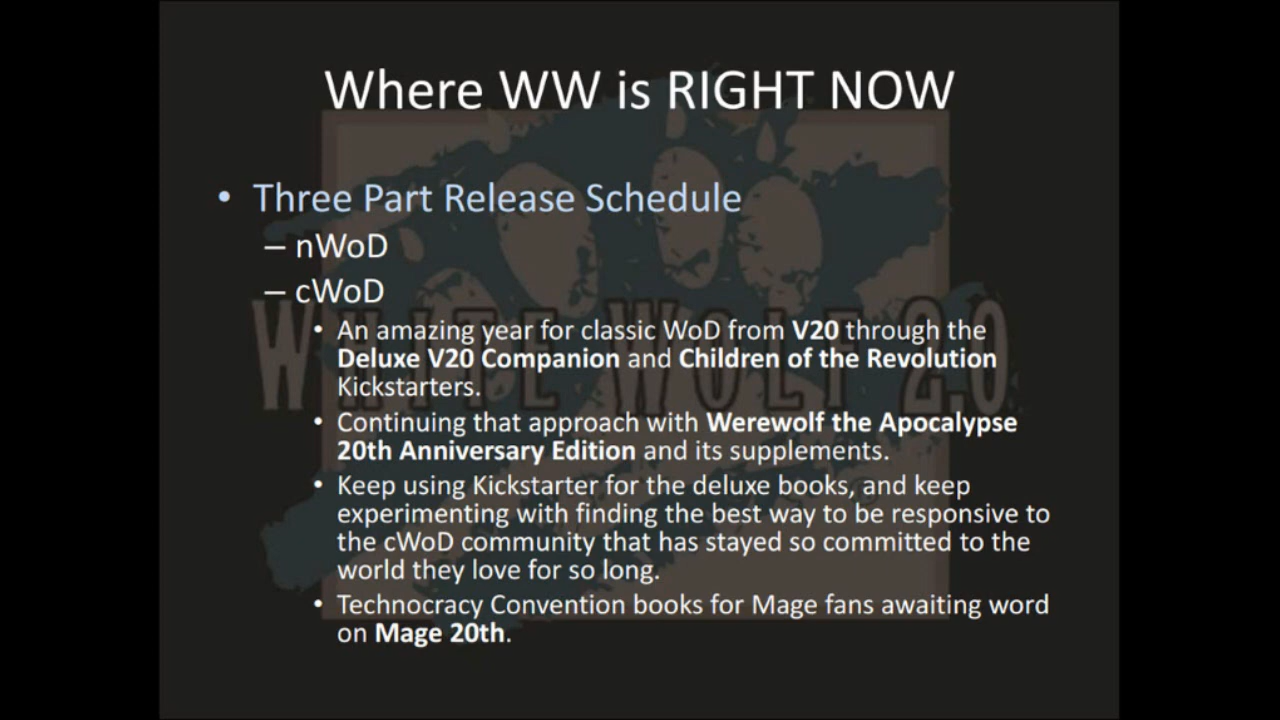 Where WW is RIGHT NOW
• Three Part Release Schedule
– nWoD
– cWoD
• An amazing year for classic WoD from V20 through the
Deluxe V20 Companion and Children of the Revolution
Kickstarters.
• Continuing that approach with Werewolf the Apocalypse
20th Anniversary Edition and its supplements.
• Keep using Kickstarter for the deluxe books, and keep
experimenting with finding the best way to be responsive to
the cWoD community that has stayed so committed to the
world they love for so long.
• Technocracy Convention books for Mage fans awaiting word
on Mage 20th.
WHITE WOLF 2.0